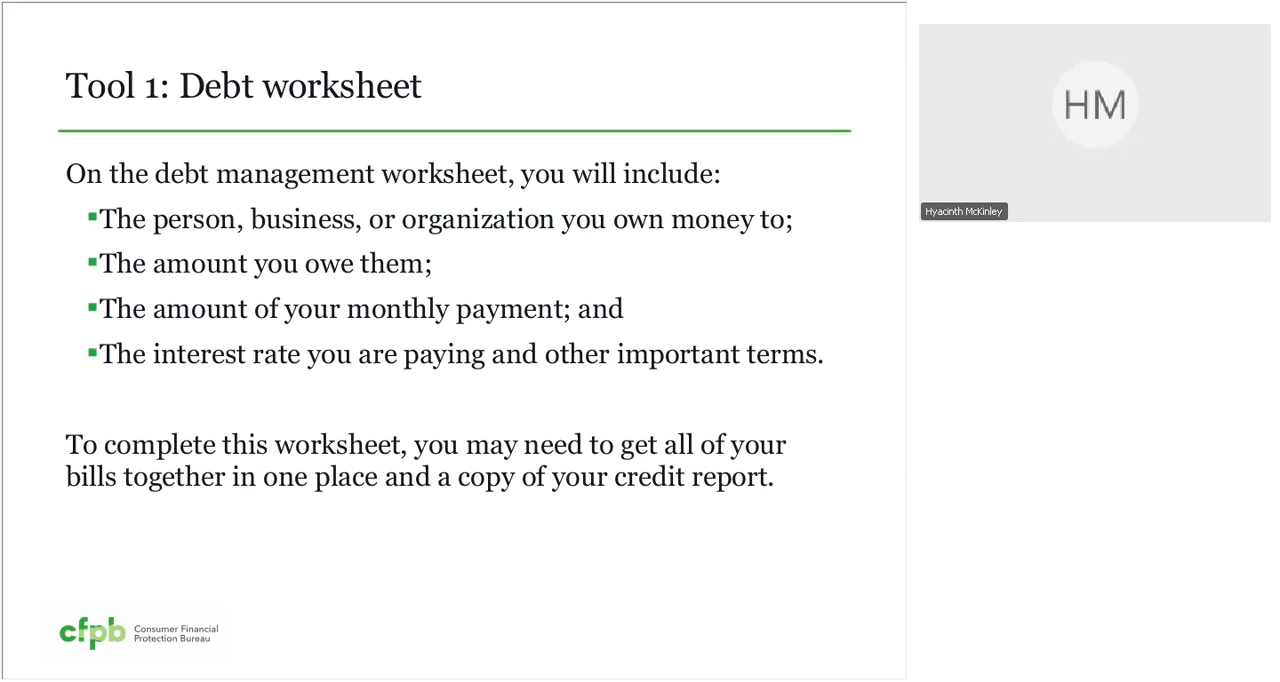 Tool 1: Debt worksheet
On the debt management worksheet, you will include:
▪The person, business, or organization you own money to;
▪The amount you owe them;
▪The amount of your monthly payment; and
▪The interest rate you are paying and other important terms.
To complete this worksheet, you may need to get all of your
bills together in one place and a copy of your credit report.
cfpb Consumer Financial
Protection Bureau
HM
Hyacinth McKinley